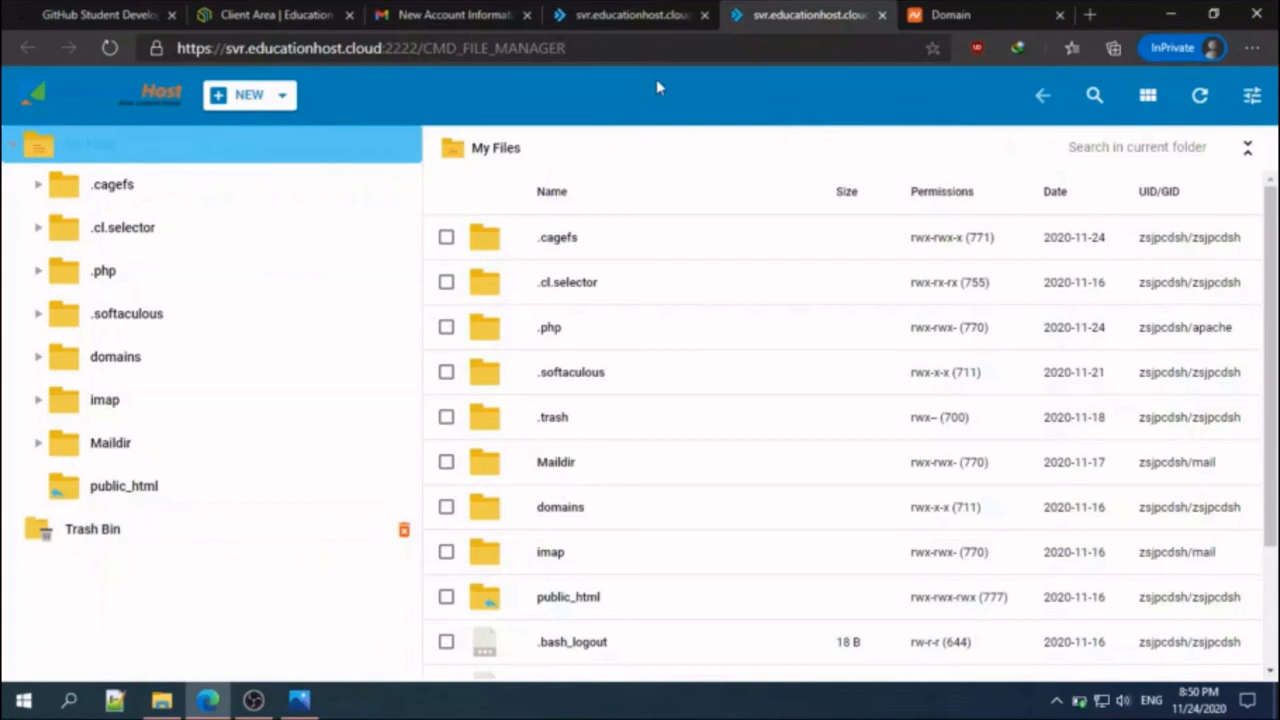 GitHub Student Develo
Client Area | Education
New Account Informat
svr.educationhost.cloud
svr.educationhost.cloud
Domain
https://svr.educationhost.cloud:2222/CMD_FILE_MANAGER
InPrivate
Host
NEW
.cagefs
.cl.selector
.php
.softaculous
domains
imap
Maildir
public_html
Trash Bin
My Files
Search in current folder
Name Size Permissions Date UID/GID
.cagefs rwx-rwx-x (771) 2020-11-24 zsjpcdsh/zsjpcdsh
.cl.selector rwx-rx-rx (755) 2020-11-16 zsjpcdsh/zsjpcdsh
.php rwx-rwx- (770) 2020-11-24 zsjpcdsh/apache
.softaculous rwx-x-x (711) 2020-11-21 zsjpcdsh/zsjpcdsh
.trash rwx-- (700) 2020-11-18 zsjpcdsh/zsjpcdsh
Maildir rwx-rwx- (770) 2020-11-17 zsjpcdsh/mail
domains rwx-x-x (711) 2020-11-16 zsjpcdsh/zsjpcdsh
imap rwx-rwx- (770) 2020-11-16 zsjpcdsh/mail
public_html rwx-rwx-rwx (777) 2020-11-16 zsjpcdsh/zsjpcdsh
.bash_logout 18 B rw-r-r (644) 2020-11-16 zsjpcdsh/zsjpcdsh
ENG
8:50 PM
11/24/2020